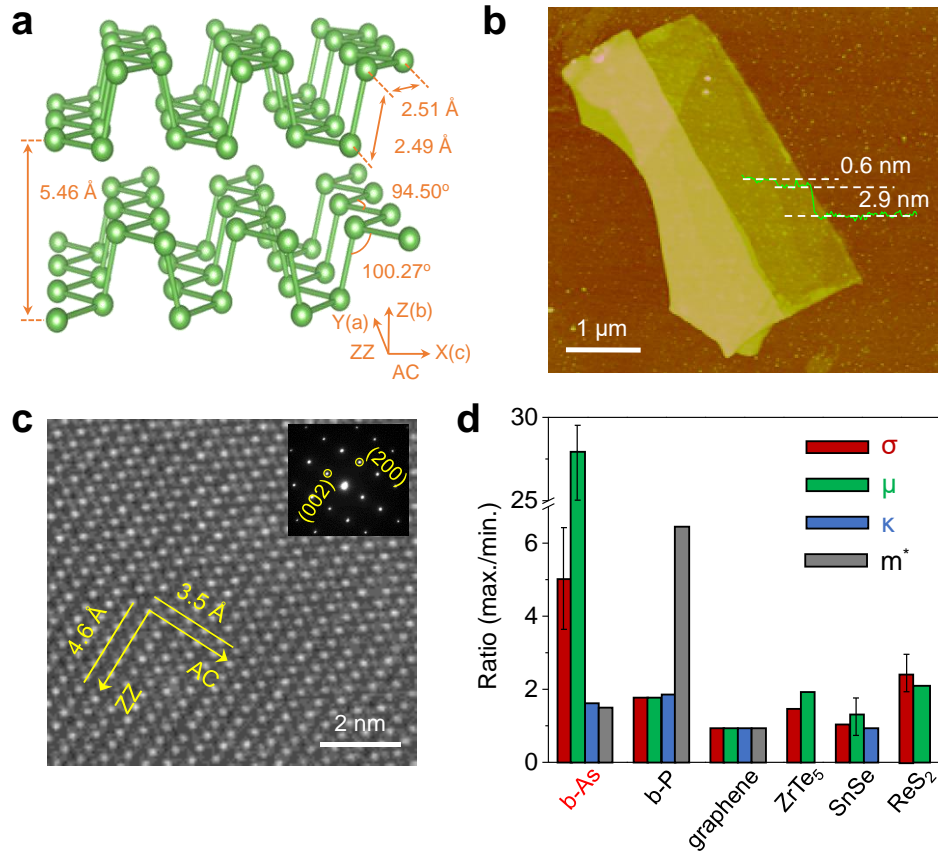 a
2.51 Å
2.49 Å
5.46 Å
94.50º
100.27º
Z(b)
Y(a)
ZZ
X(c)
AC
b
0.6 nm
2.9 nm
1 µm
c
(002)
(200)
4.6 Å
3.5 Å
ZZ
AC
2 nm
d
Ratio (max./min.)
30
25
6
4
2
0
σ
µ
κ
m*
b-As
b-P
graphene
ZrTe₅
SnSe
ReS₂